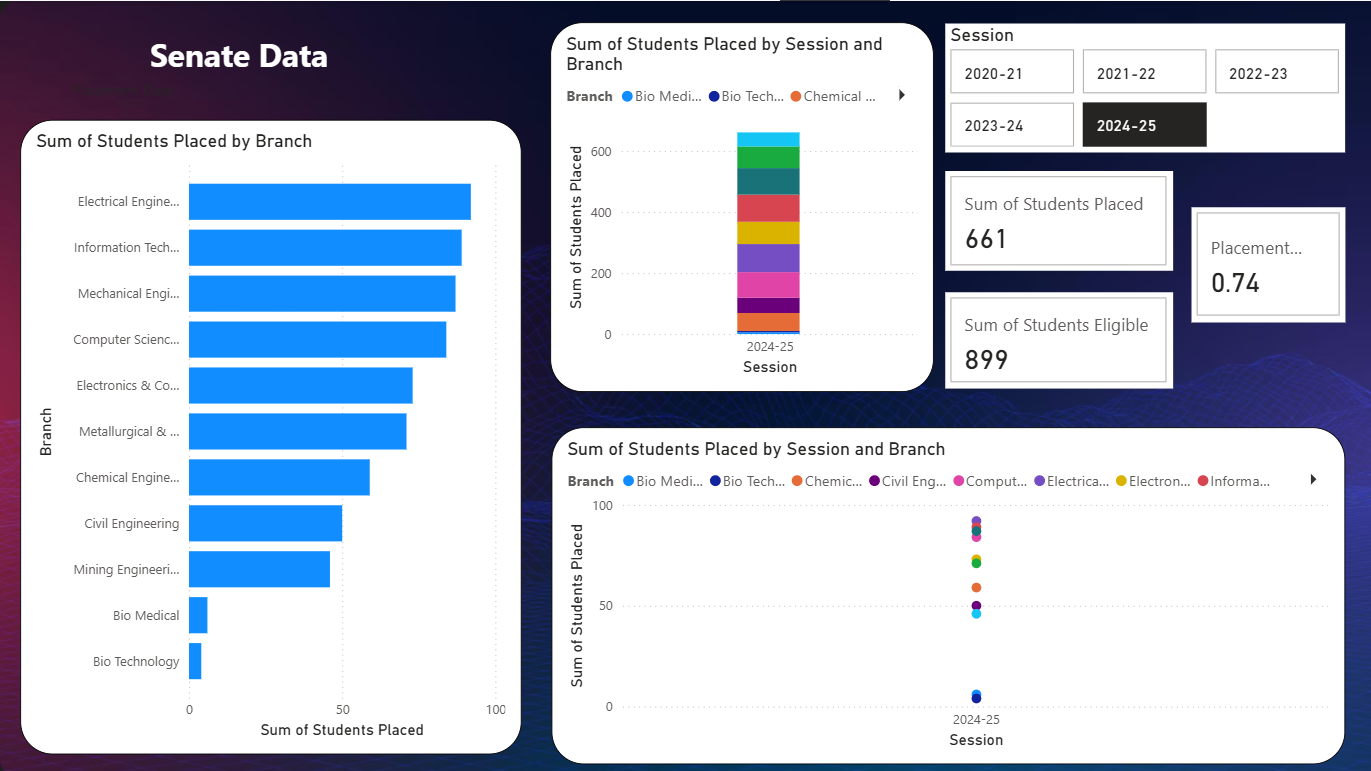 Senate Data
Sum of Students Placed by Branch
Branch
Electrical Engine...
Information Tech...
Mechanical Engi...
Computer Scienc...
Electronics & Co...
Metallurgical & ...
Chemical Engine...
Civil Engineering
Mining Engineeri...
Bio Medical
Bio Technology
0 50 100
Sum of Students Placed
Sum of Students Placed by Session and
Branch
Branch Bio Medi... Bio Tech... Chemical ...
Sum of Students Placed
600
400
200
0
2024-25
Session
Session
2020-21 2021-22 2022-23
2023-24 2024-25
Sum of Students Placed
661
Sum of Students Eligible
899
Placement...
0.74
Sum of Students Placed by Session and Branch
Branch Bio Medi... Bio Tech... Chemic... Civil Eng... Comput... Electrica... Electron... Informa...
Sum of Students Placed
100
50
0
2024-25
Session